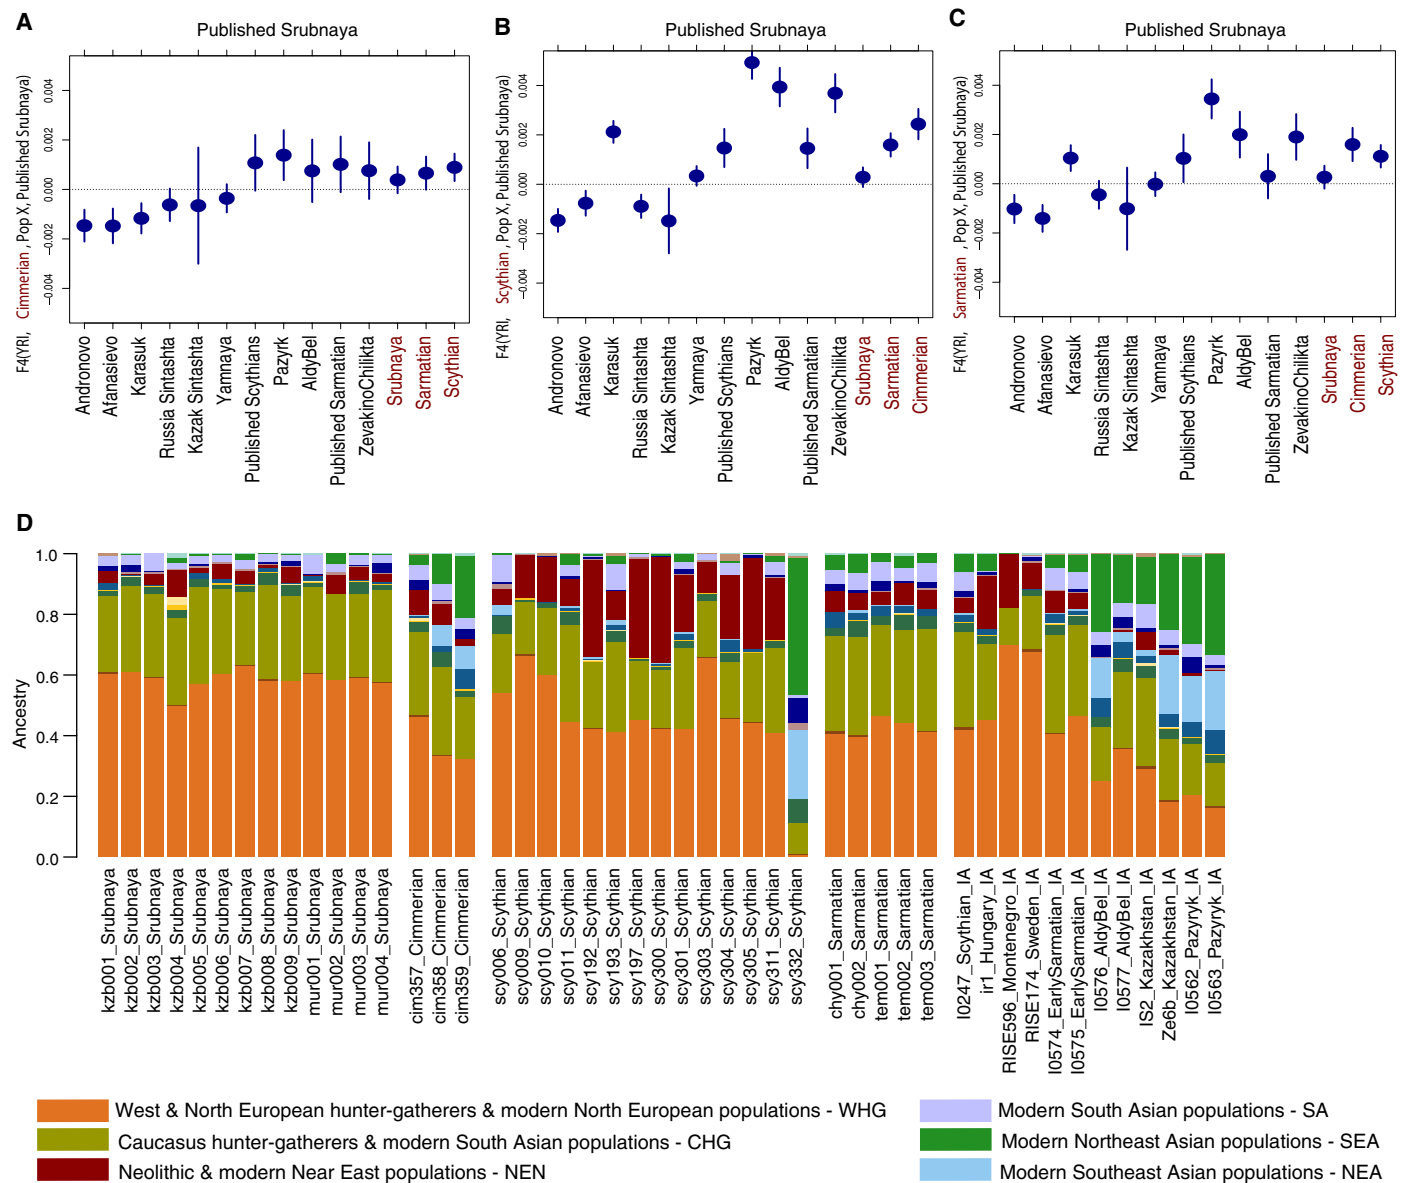 A
Published Srubnaya
F4(YRI, Cimmerian , Pop X, Published Srubnaya)
0.004
0.002
0.000
−0.002
−0.004
Andronovo
Afanasievo
Karasuk
Russia Sintashta
Kazak Sintashta
Yamnaya
Published Scythians
Pazyrk
AldyBel
Published Sarmatian
ZevakinoChilikta
Srubnaya
Sarmatian
Scythian
B
Published Srubnaya
F4(YRI, Scythian , Pop X, Published Srubnaya)
0.004
0.002
0.000
−0.002
−0.004
Andronovo
Afanasievo
Karasuk
Russia Sintashta
Kazak Sintashta
Yamnaya
Published Scythians
Pazyrk
AldyBel
Published Sarmatian
ZevakinoChilikta
Srubnaya
Sarmatian
Cimmerian
C
Published Srubnaya
F4(YRI, Sarmatian , Pop X, Published Srubnaya)
0.004
0.002
0.000
−0.002
−0.004
Andronovo
Afanasievo
Karasuk
Russia Sintashta
Kazak Sintashta
Yamnaya
Published Scythians
Pazyrk
AldyBel
Published Sarmatian
ZevakinoChilikta
Srubnaya
Cimmerian
Scythian
D
Ancestry
1.0
0.8
0.6
0.4
0.2
0.0
kzb001_Srubnaya
kzb002_Srubnaya
kzb003_Srubnaya
kzb004_Srubnaya
kzb005_Srubnaya
kzb006_Srubnaya
kzb007_Srubnaya
kzb008_Srubnaya
kzb009_Srubnaya
mur001_Srubnaya
mur002_Srubnaya
mur003_Srubnaya
mur004_Srubnaya
cim357_Cimmerian
cim358_Cimmerian
cim359_Cimmerian
scy006_Scythian
scy009_Scythian
scy010_Scythian
scy011_Scythian
scy192_Scythian
scy193_Scythian
scy197_Scythian
scy300_Scythian
scy301_Scythian
scy303_Scythian
scy304_Scythian
scy305_Scythian
scy311_Scythian
scy332_Scythian
chy001_Sarmatian
chy002_Sarmatian
tem001_Sarmatian
tem002_Sarmatian
tem003_Sarmatian
I0247_Scythian_IA
ir1_Hungary_IA
RISE596_Montenegro_IA
RISE174_Sweden_IA
I0574_EarlySarmatian_IA
I0575_EarlySarmatian_IA
I0576_AldyBel_IA
I0577_AldyBel_IA
IS2_Kazakhstan_IA
Ze6b_Kazakhstan_IA
I0562_Pazyryk_IA
I0563_Pazyryk_IA
West & North European hunter-gatherers & modern North European populations - WHG
Caucasus hunter-gatherers & modern South Asian populations - CHG
Neolithic & modern Near East populations - NEN
Modern South Asian populations - SA
Modern Northeast Asian populations - SEA
Modern Southeast Asian populations - NEA